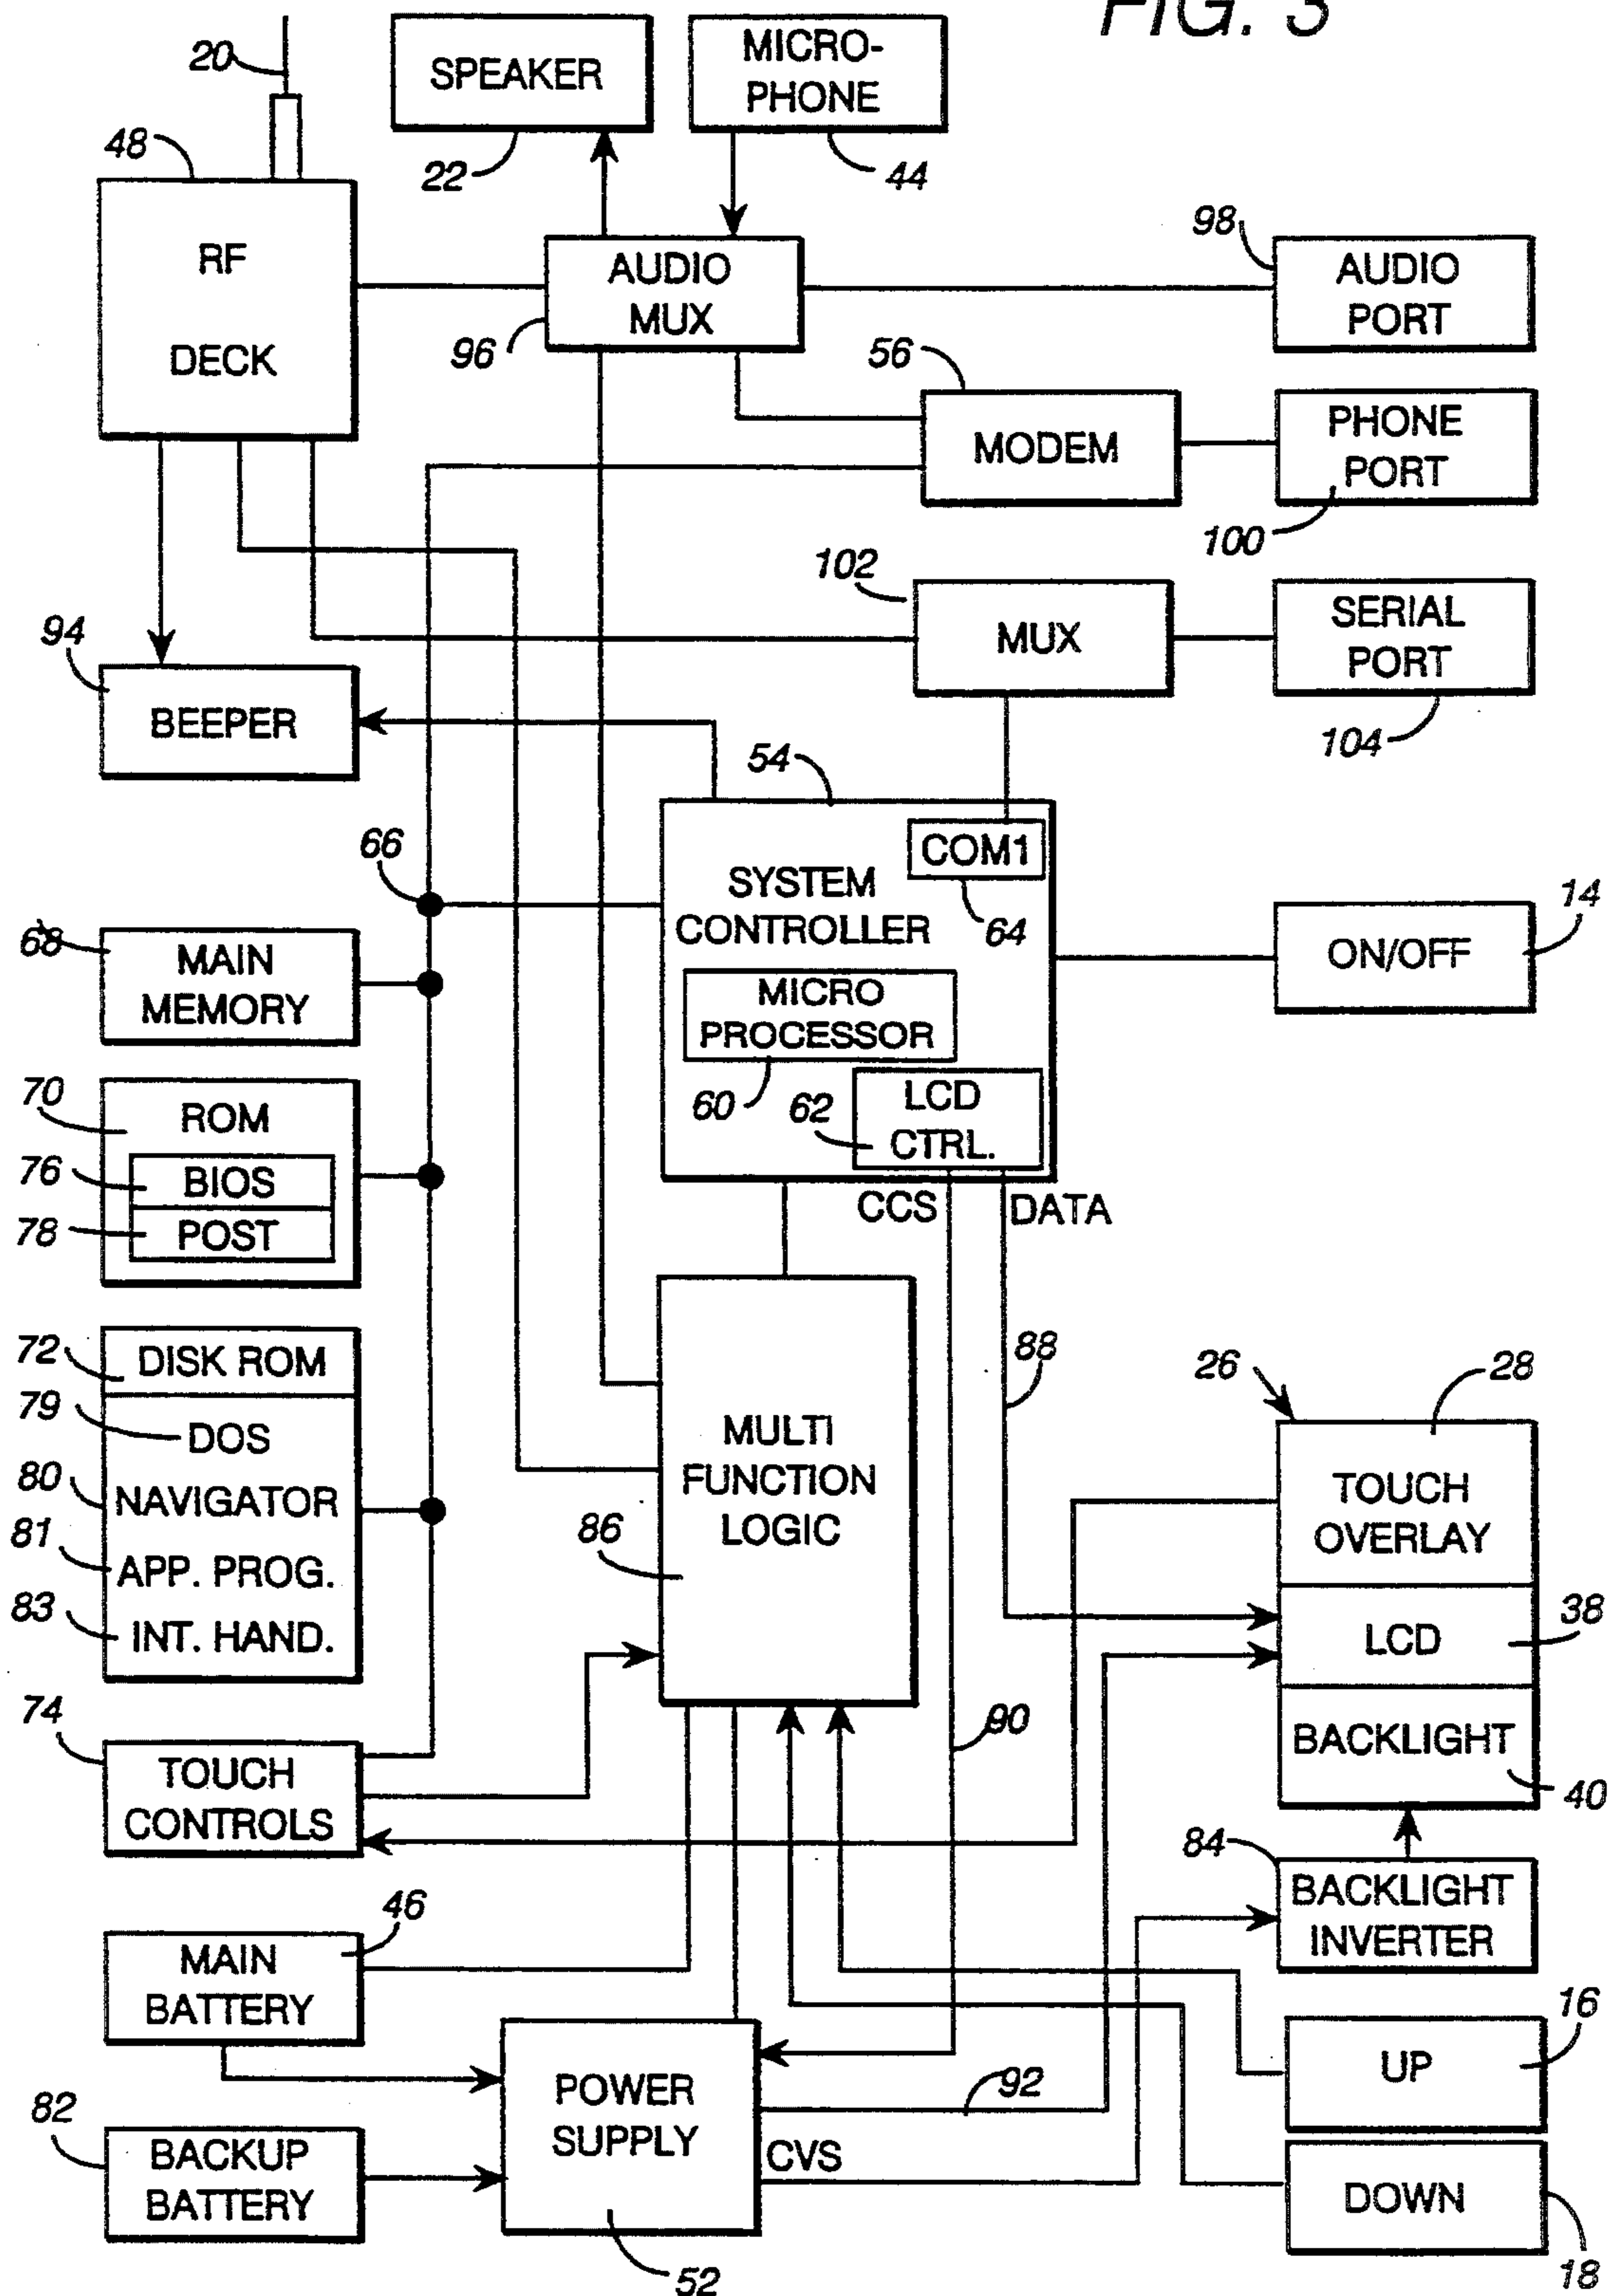 FIG. 3
20
SPEAKER
MICRO-
PHONE
48
22
44
RF
DECK
AUDIO
MUX
96
98
AUDIO
PORT
56
MODEM
PHONE
PORT
100
102
MUX
SERIAL
PORT
104
94
BEEPER
54
66
SYSTEM
CONTROLLER
COM1
64
MICRO
PROCESSOR
60
62
LCD
CTRL.
14
ON/OFF
68
MAIN
MEMORY
70
ROM
76
BIOS
78
POST
CCS
DATA
72
DISK ROM
79
DOS
80
NAVIGATOR
81
APP. PROG.
83
INT. HAND.
MULTI
FUNCTION
LOGIC
86
88
26
28
TOUCH
OVERLAY
LCD
38
BACKLIGHT
40
74
TOUCH
CONTROLS
90
84
BACKLIGHT
INVERTER
46
MAIN
BATTERY
82
BACKUP
BATTERY
POWER
SUPPLY
52
92
CVS
16
UP
DOWN
18